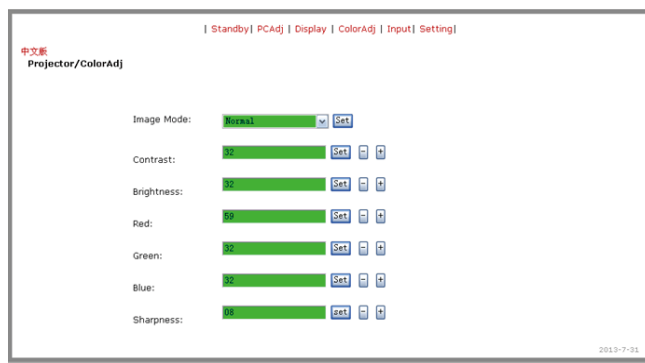 | Standby| PCAdj | Display | ColorAdj | Input| Setting|
中文版
Projector/ColorAdj
Image Mode: Normal Set
Contrast: 32 Set - +
Brightness: 32 Set - +
Red: 59 Set - +
Green: 32 Set - +
Blue: 32 Set - +
Sharpness: 08 set - +
2013-7-31